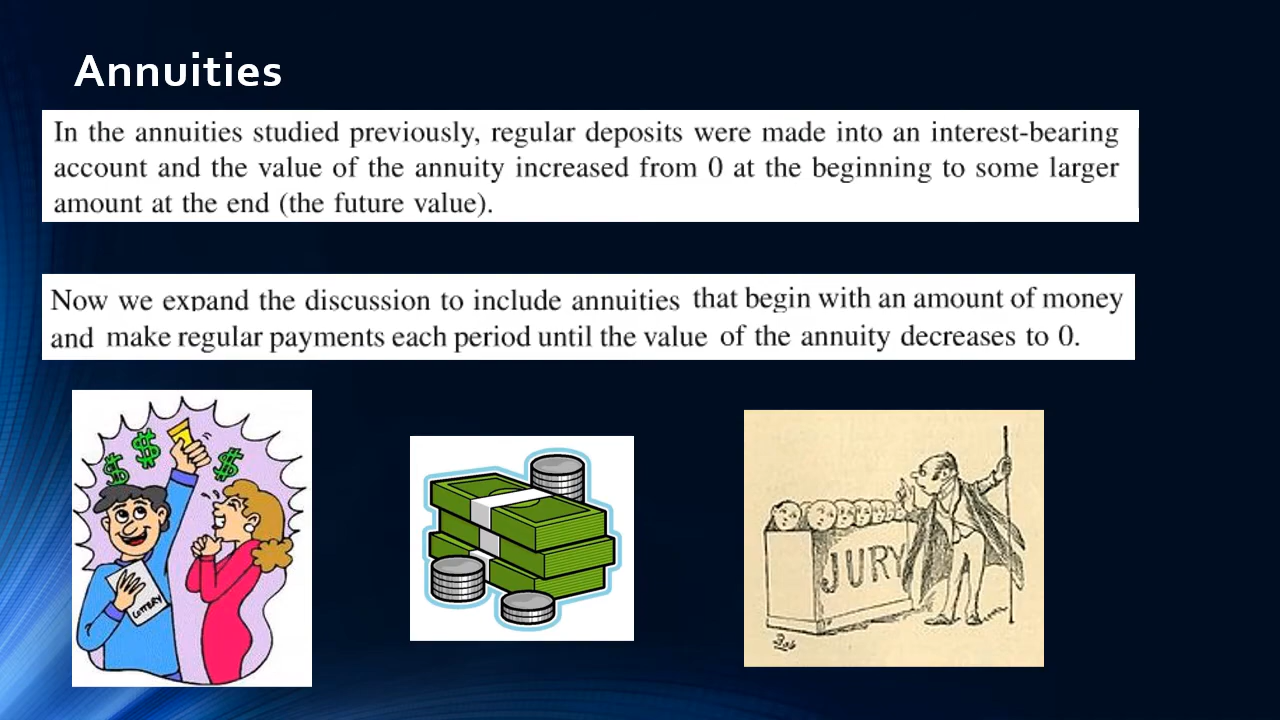 Annuities
In the annuities studied previously, regular deposits were made into an interest-bearing
account and the value of the annuity increased from 0 at the beginning to some larger
amount at the end (the future value).
Now we expand the discussion to include annuities that begin with an amount of money
and make regular payments each period until the value of the annuity decreases to 0.
$ $ $
LOTTERY
JURY